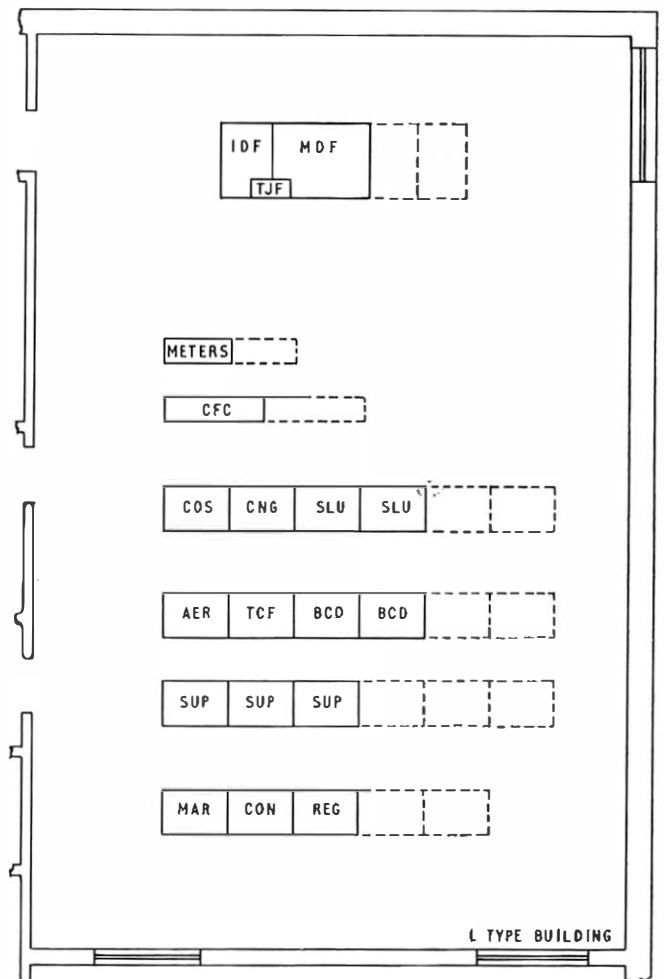 IDF MDF
TJF
METERS
CFC
COS CNG SLU SLU
AER TCF BCD BCD
SUP SUP SUP
MAR CON REG
L TYPE BUILDING